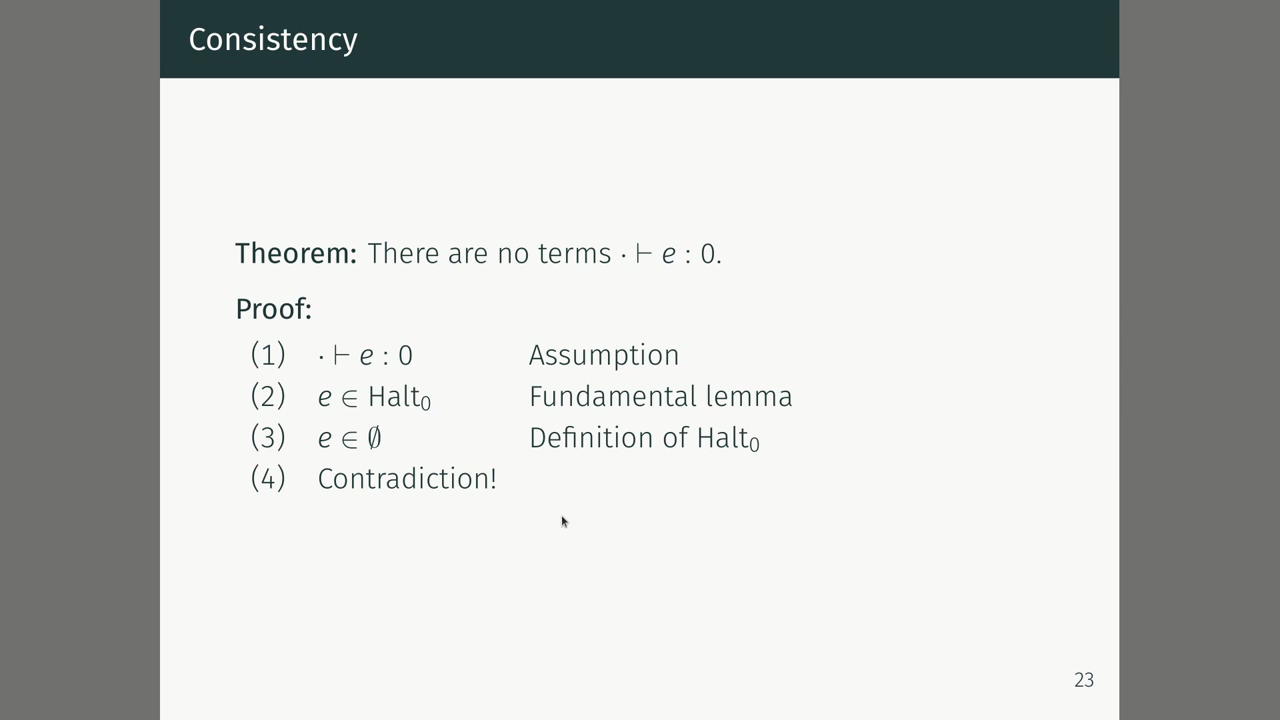 Consistency
Theorem: There are no terms · ⊢ e : 0.
Proof:
(1) · ⊢ e : 0 Assumption
(2) e ∈ Halt₀ Fundamental lemma
(3) e ∈ ∅ Definition of Halt₀
(4) Contradiction!
23